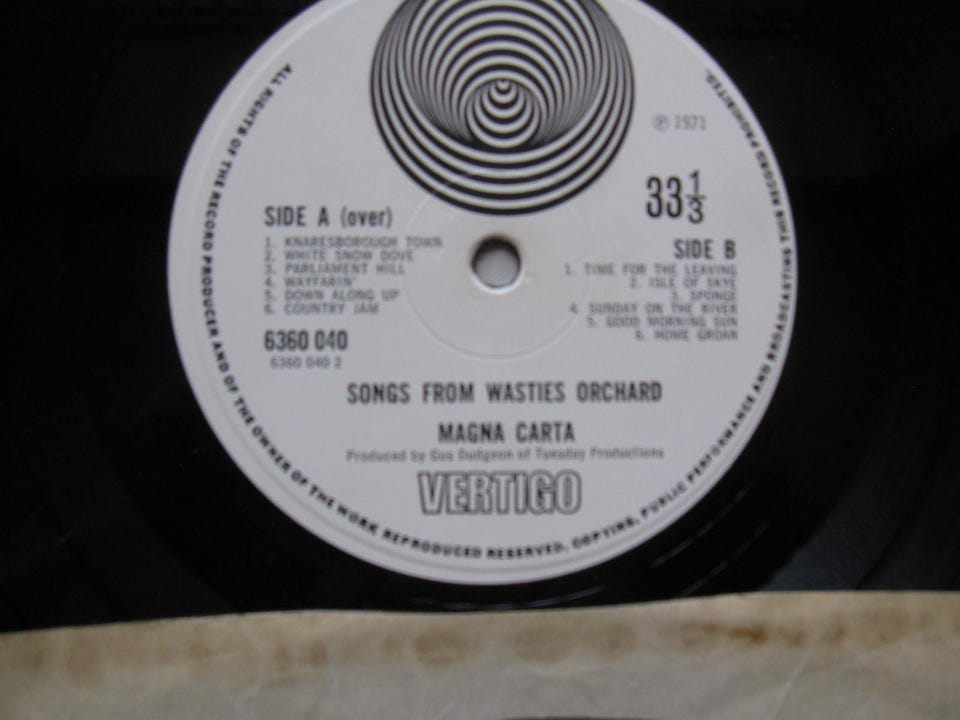 ℗ 1971
33 1/3
SIDE A (over)
1. KNARESBOROUGH TOWN
2. WHITE SNOW DOVE
3. PARLIAMENT HILL
4. WAYFARIN'
5. DOWN ALONG UP
6. COUNTRY JAM
6360 040
6360 040 2
SIDE B
1. TIME FOR THE LEAVING
2. ISLE OF SKYE
3. SPONGE
4. SUNDAY ON THE RIVER
5. GOOD MORNING SUN
6. HOME GROAN
SONGS FROM WASTIES ORCHARD
MAGNA CARTA
Produced by Gus Dudgeon of Tuesday Productions
VERTIGO
ALL RIGHTS OF THE RECORD PRODUCER AND OF THE OWNER OF THE WORK REPRODUCED RESERVED. COPYING, PUBLIC PERFORMANCE AND BROADCASTING THIS RECORD PROHIBITED.